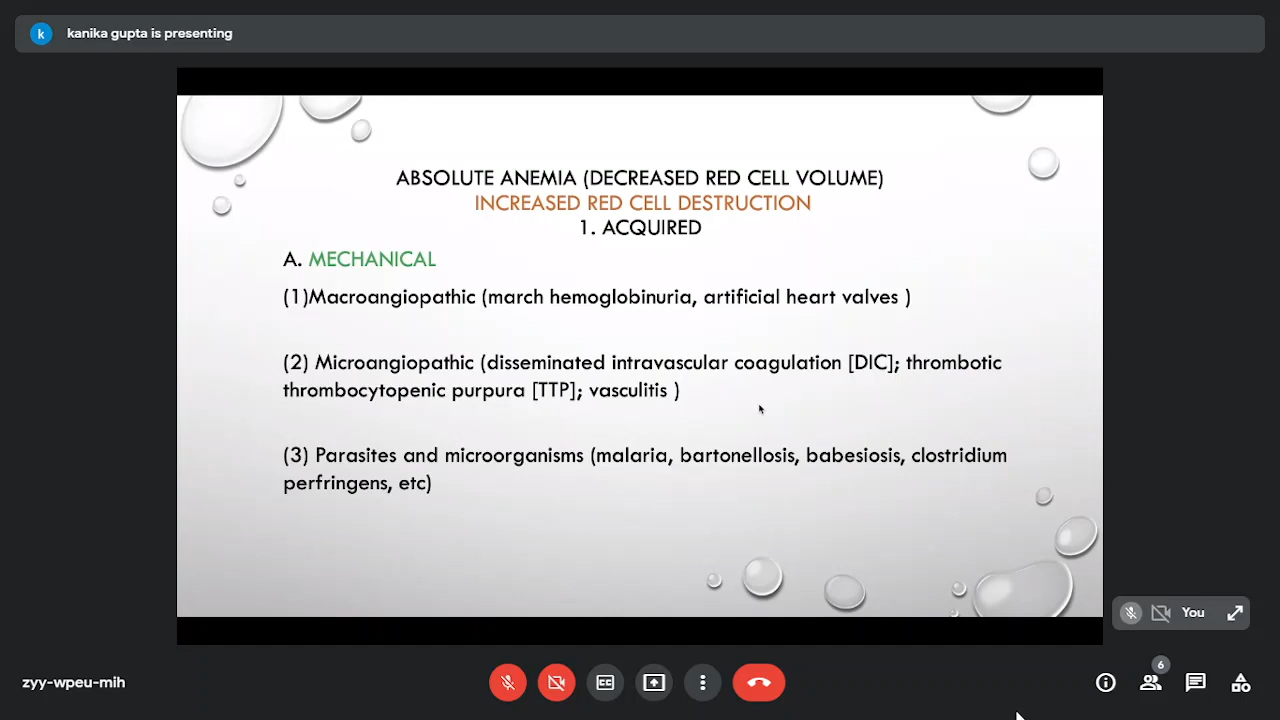 k kanika gupta is presenting
ABSOLUTE ANEMIA (DECREASED RED CELL VOLUME)
INCREASED RED CELL DESTRUCTION
1. ACQUIRED
A. MECHANICAL
(1)Macroangiopathic (march hemoglobinuria, artificial heart valves )
(2) Microangiopathic (disseminated intravascular coagulation [DIC]; thrombotic
thrombocytopenic purpura [TTP]; vasculitis )
(3) Parasites and microorganisms (malaria, bartonellosis, babesiosis, clostridium
perfringens, etc)
You
zyy-wpeu-mih
CC
6